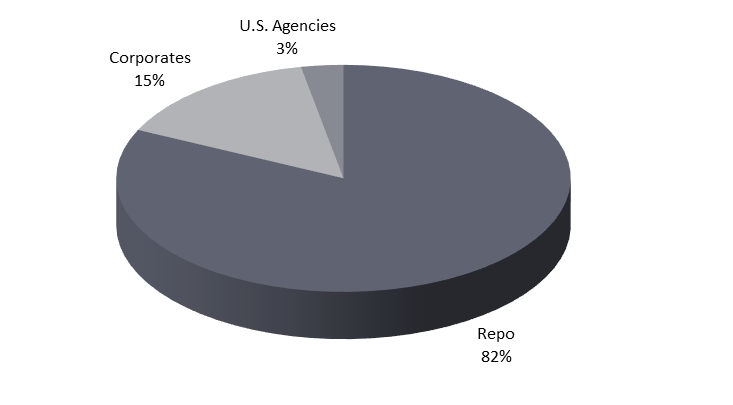 U.S. Agencies
3%
Corporates
15%
Repo
82%